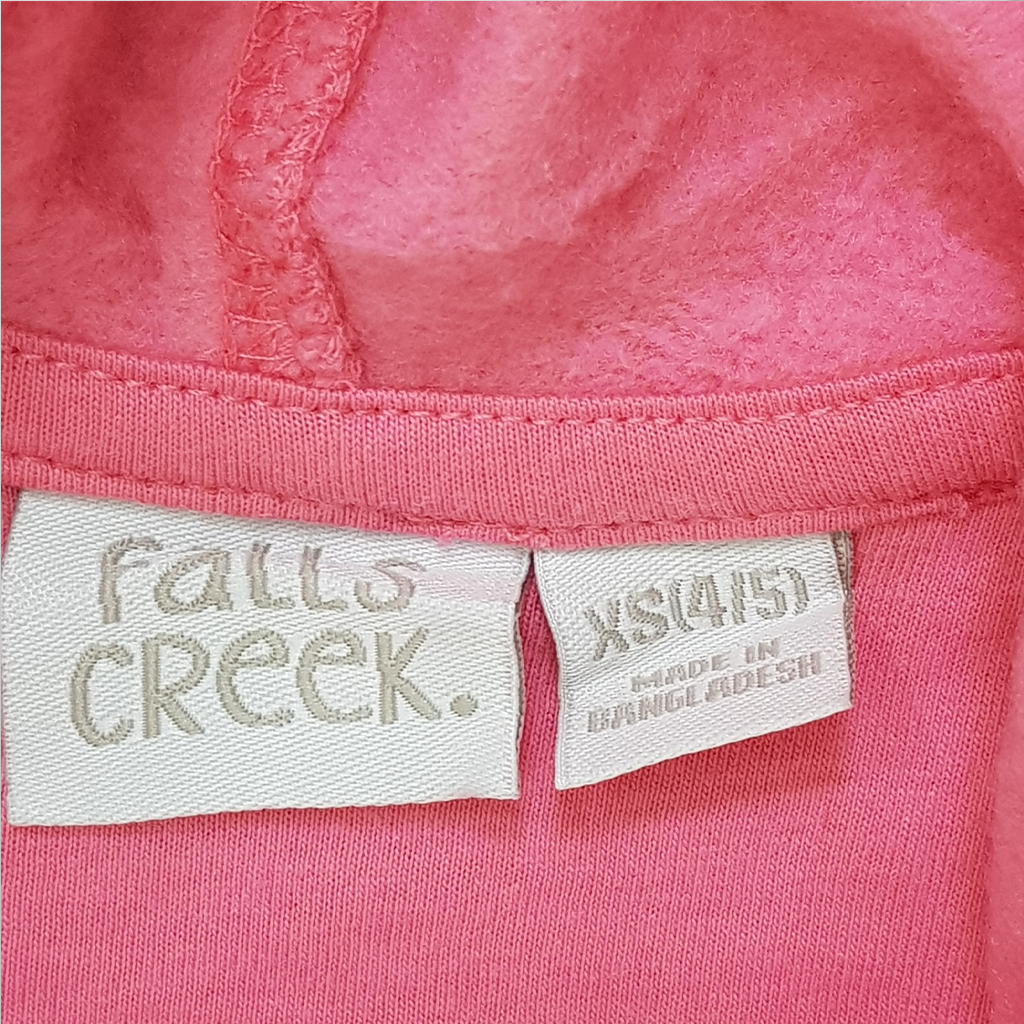 Falls
Creek.
XS(4/5)
MADE IN
BANGLADESH